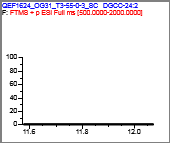 QEF1624_OG31_T3-55-0-3_SC DGCC-24:2
F: FTMS + p ESI Full ms [500.0000-2000.0000]
100
80
60
40
20
0
11.6 11.8 12.0